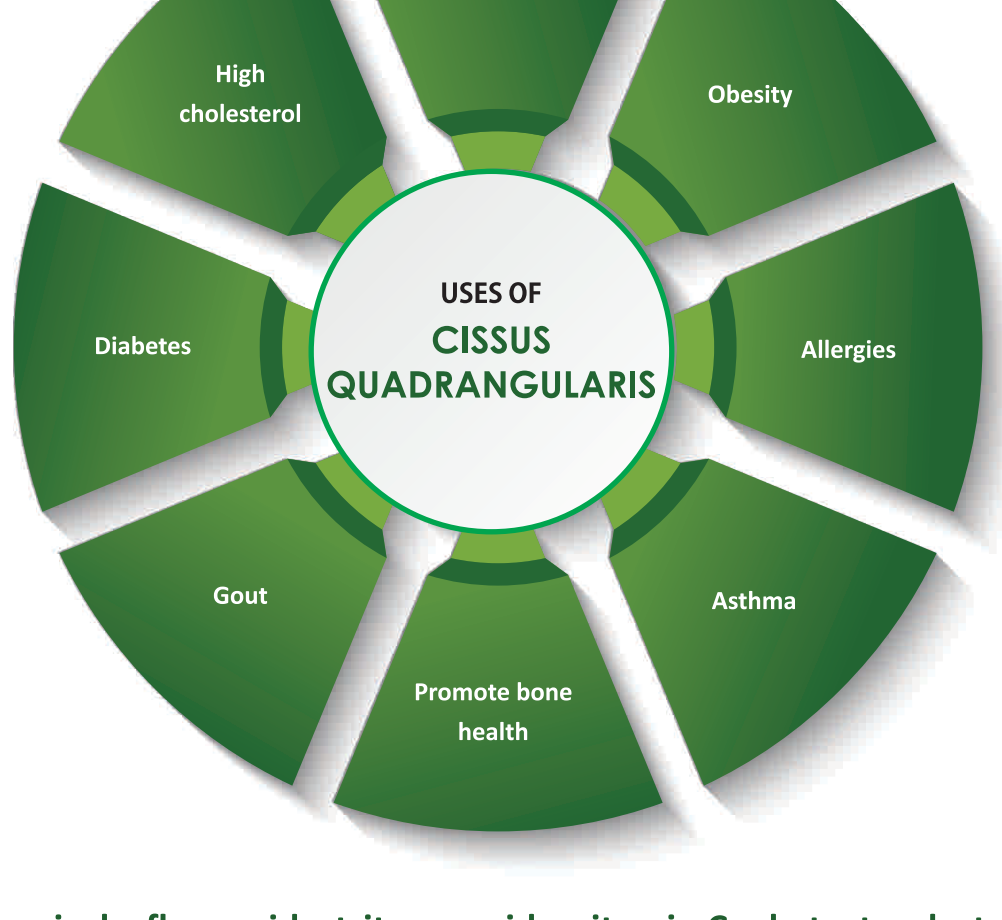 High
cholesterol
Obesity
USES OF
CISSUS
QUADRANGULARIS
Diabetes
Allergies
Gout
Asthma
Promote bone
health